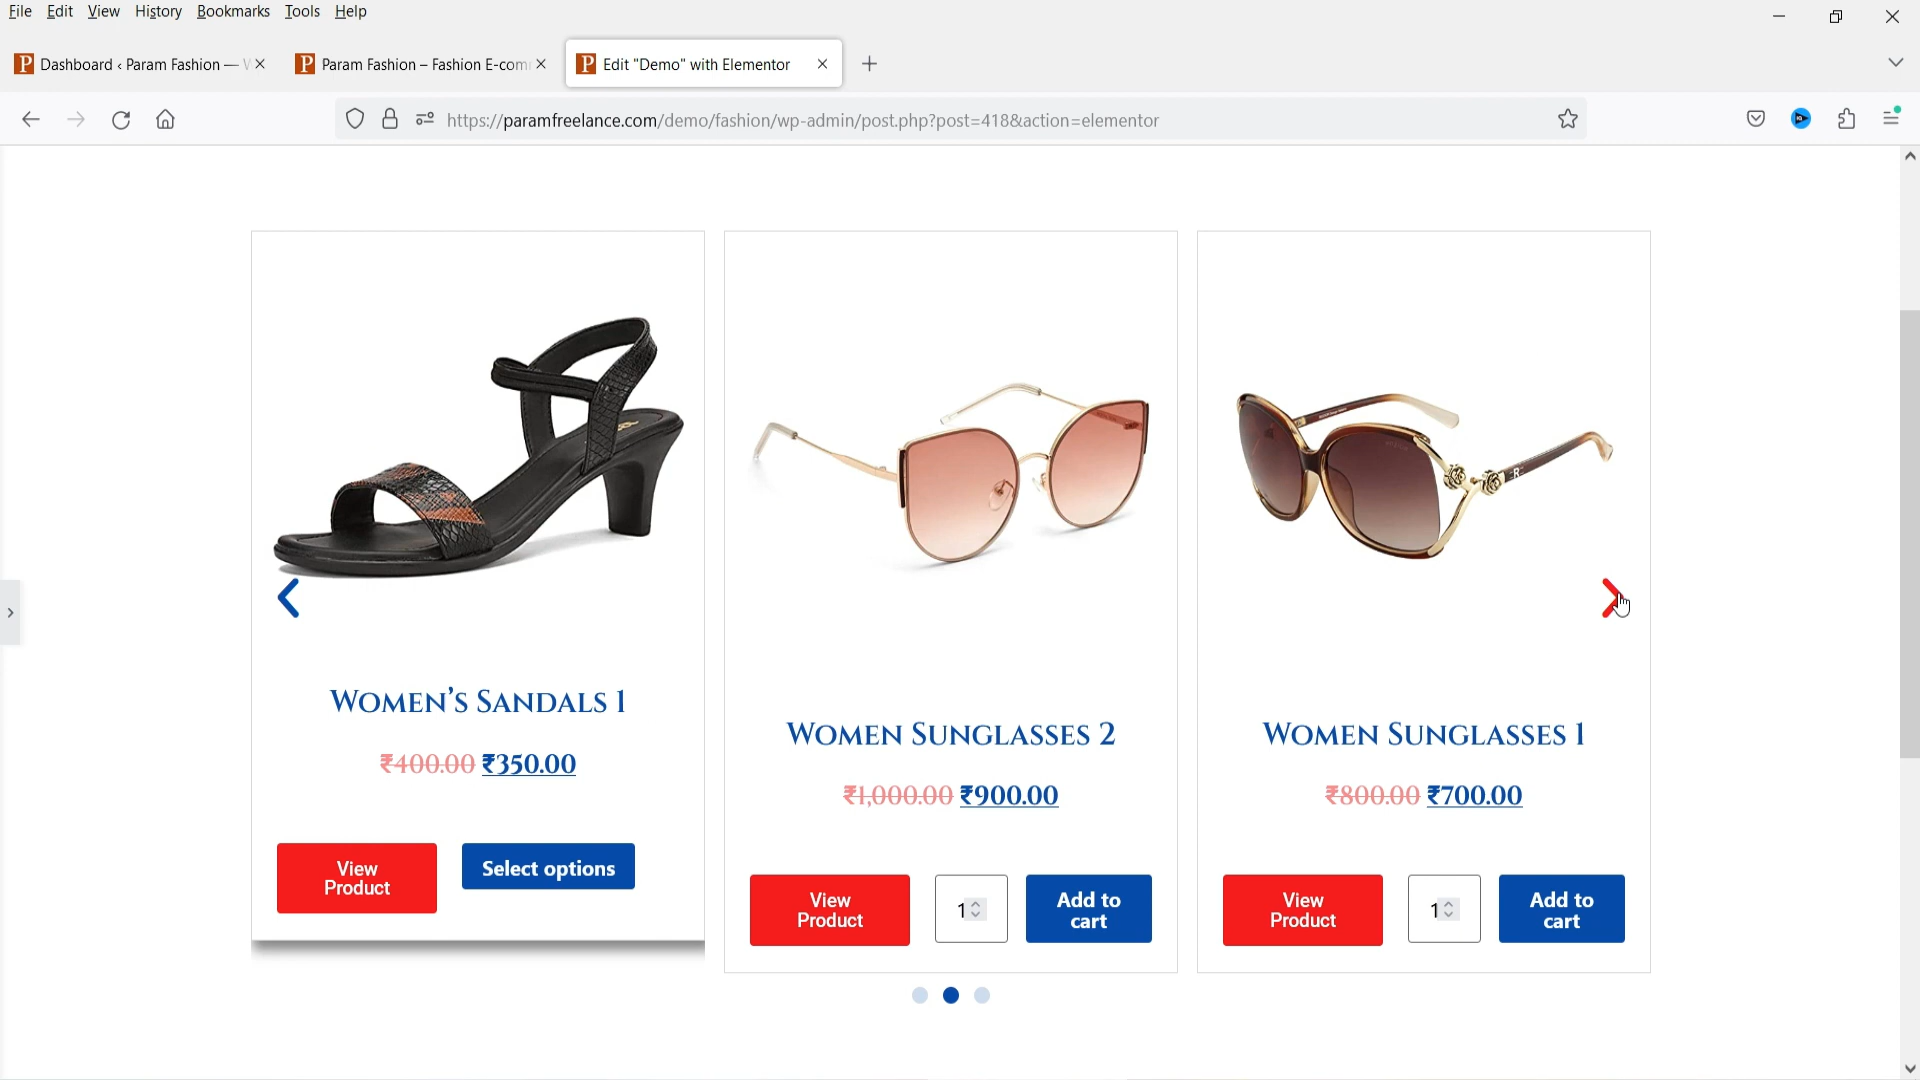 File Edit View History Bookmarks Tools Help
P Dashboard ‹ Param Fashion — W
P Param Fashion – Fashion E-com
P Edit "Demo" with Elementor
https://paramfreelance.com/demo/fashion/wp-admin/post.php?post=418&action=elementor
R
Women's Sandals 1
₹400.00 ₹350.00
View
Product
Select options
Women Sunglasses 2
₹1,000.00 ₹900.00
View
Product
1
Add to
cart
Women Sunglasses 1
₹800.00 ₹700.00
View
Product
1
Add to
cart